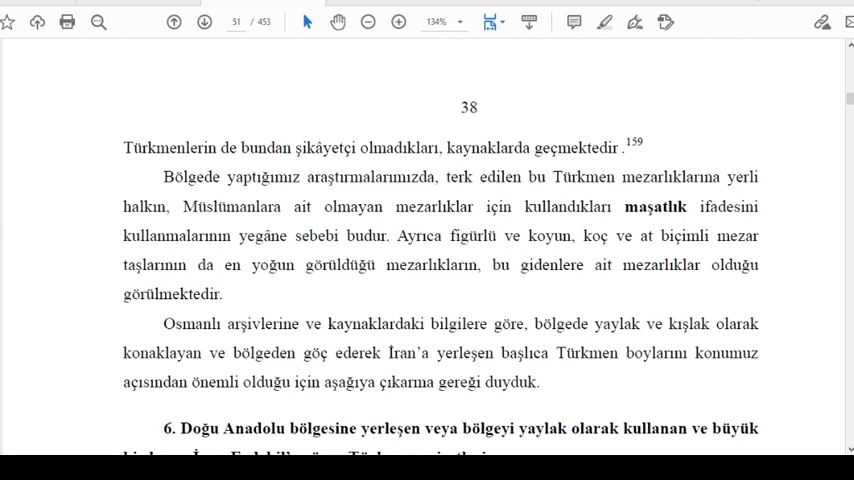 51 / 453
134%
38
Türkmenlerin de bundan şikâyetçi olmadıkları, kaynaklarda geçmektedir .159
Bölgede yaptığımız araştırmalarımızda, terk edilen bu Türkmen mezarlıklarına yerli
halkın, Müslümanlara ait olmayan mezarlıklar için kullandıkları maşatlık ifadesini
kullanmalarının yegâne sebebi budur. Ayrıca figürlü ve koyun, koç ve at biçimli mezar
taşlarının da en yoğun görüldüğü mezarlıkların, bu gidenlere ait mezarlıklar olduğu
görülmektedir.
Osmanlı arşivlerine ve kaynaklardaki bilgilere göre, bölgede yaylak ve kışlak olarak
konaklayan ve bölgeden göç ederek İran’a yerleşen başlıca Türkmen boylarını konumuz
açısından önemli olduğu için aşağıya çıkarma gereği duyduk.
6. Doğu Anadolu bölgesine yerleşen veya bölgeyi yaylak olarak kullanan ve büyük